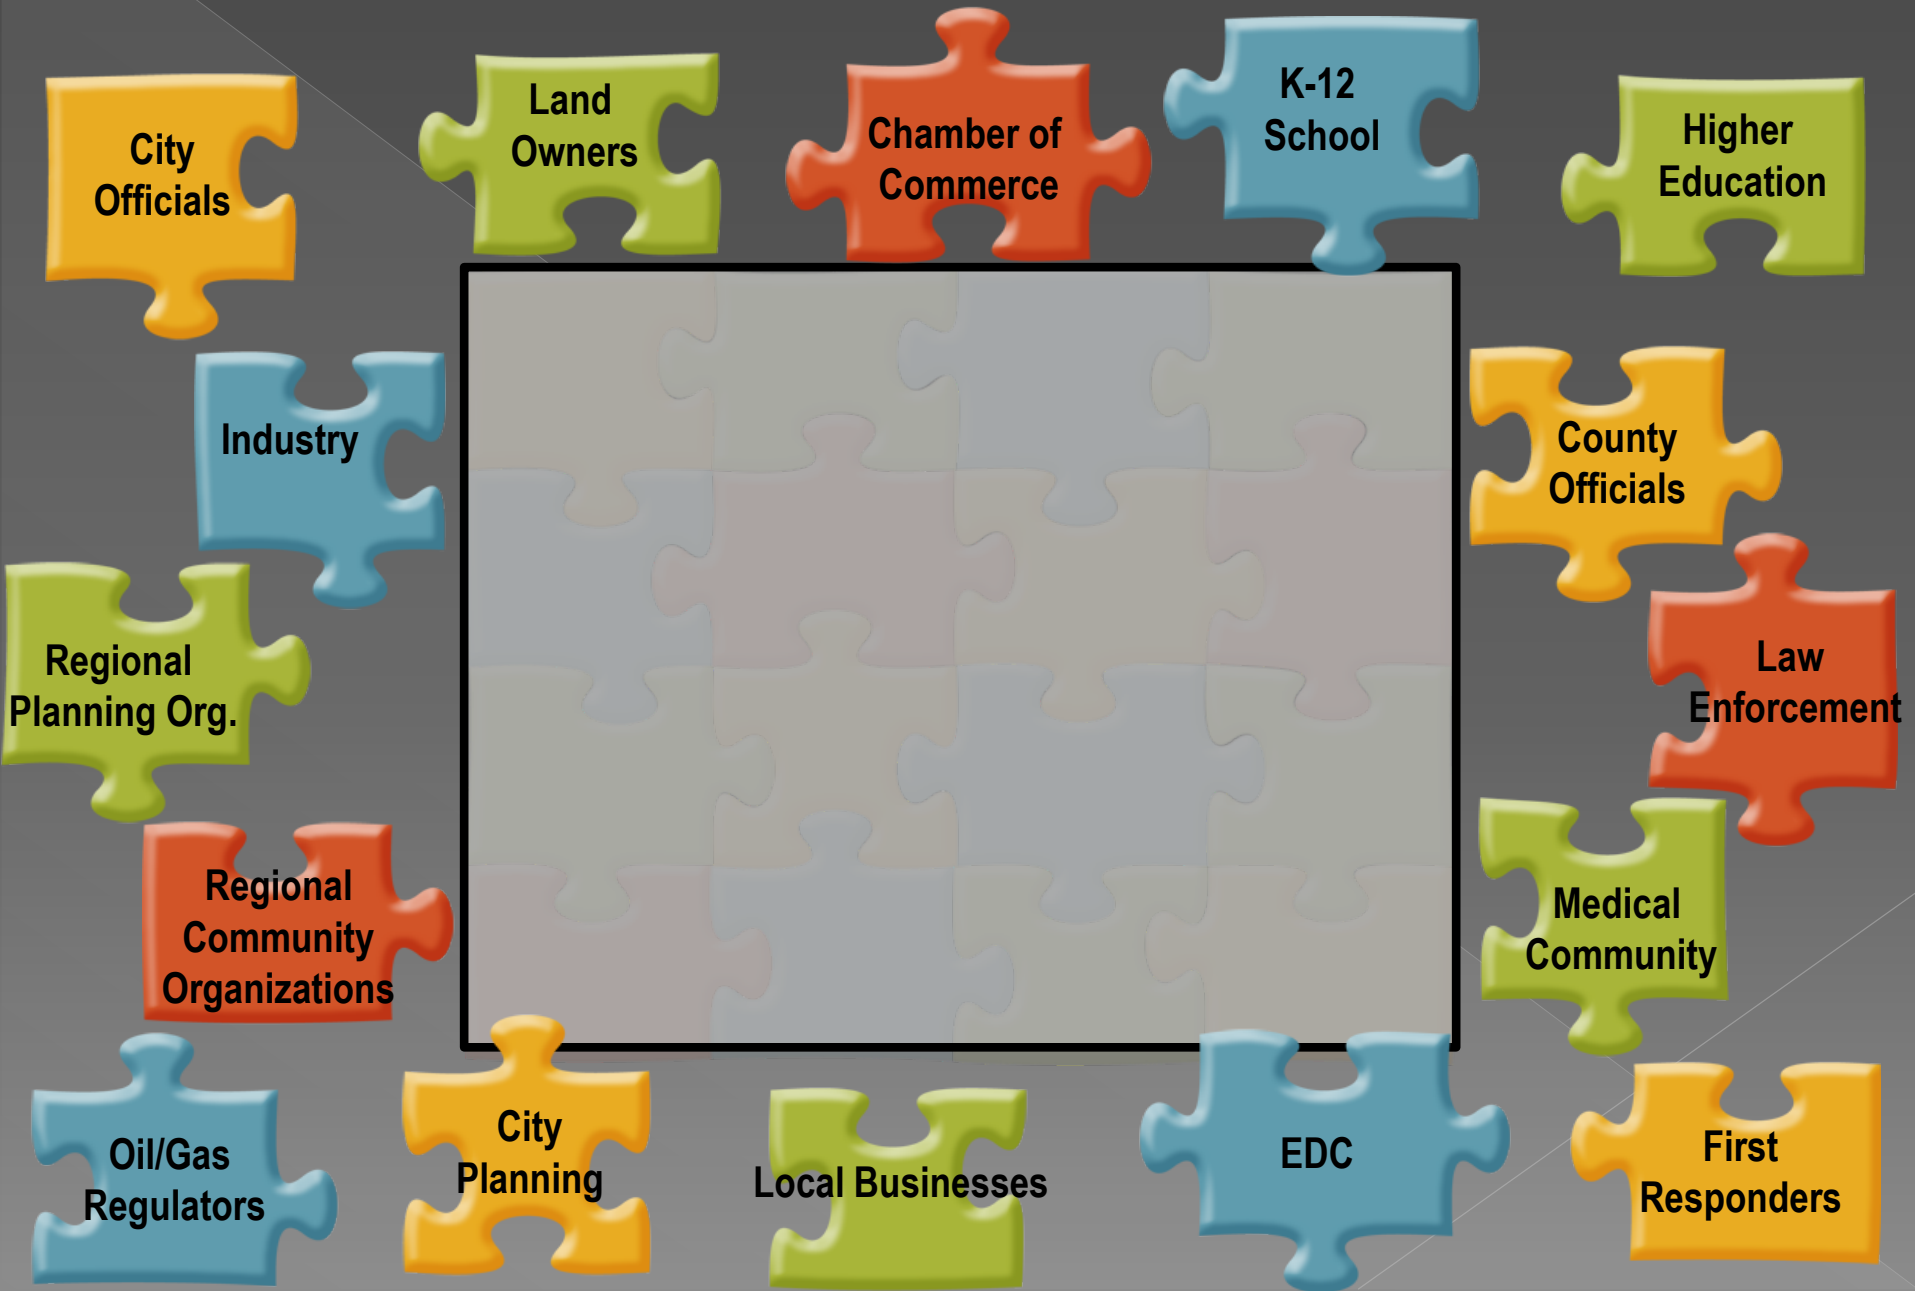 City
Officials
Land
Owners
Chamber of
Commerce
K-12
School
Higher
Education
Industry
County
Officials
Regional
Planning Org.
Law
Enforcement
Regional
Community
Organizations
Medical
Community
Oil/Gas
Regulators
City
Planning
Local Businesses
EDC
First
Responders